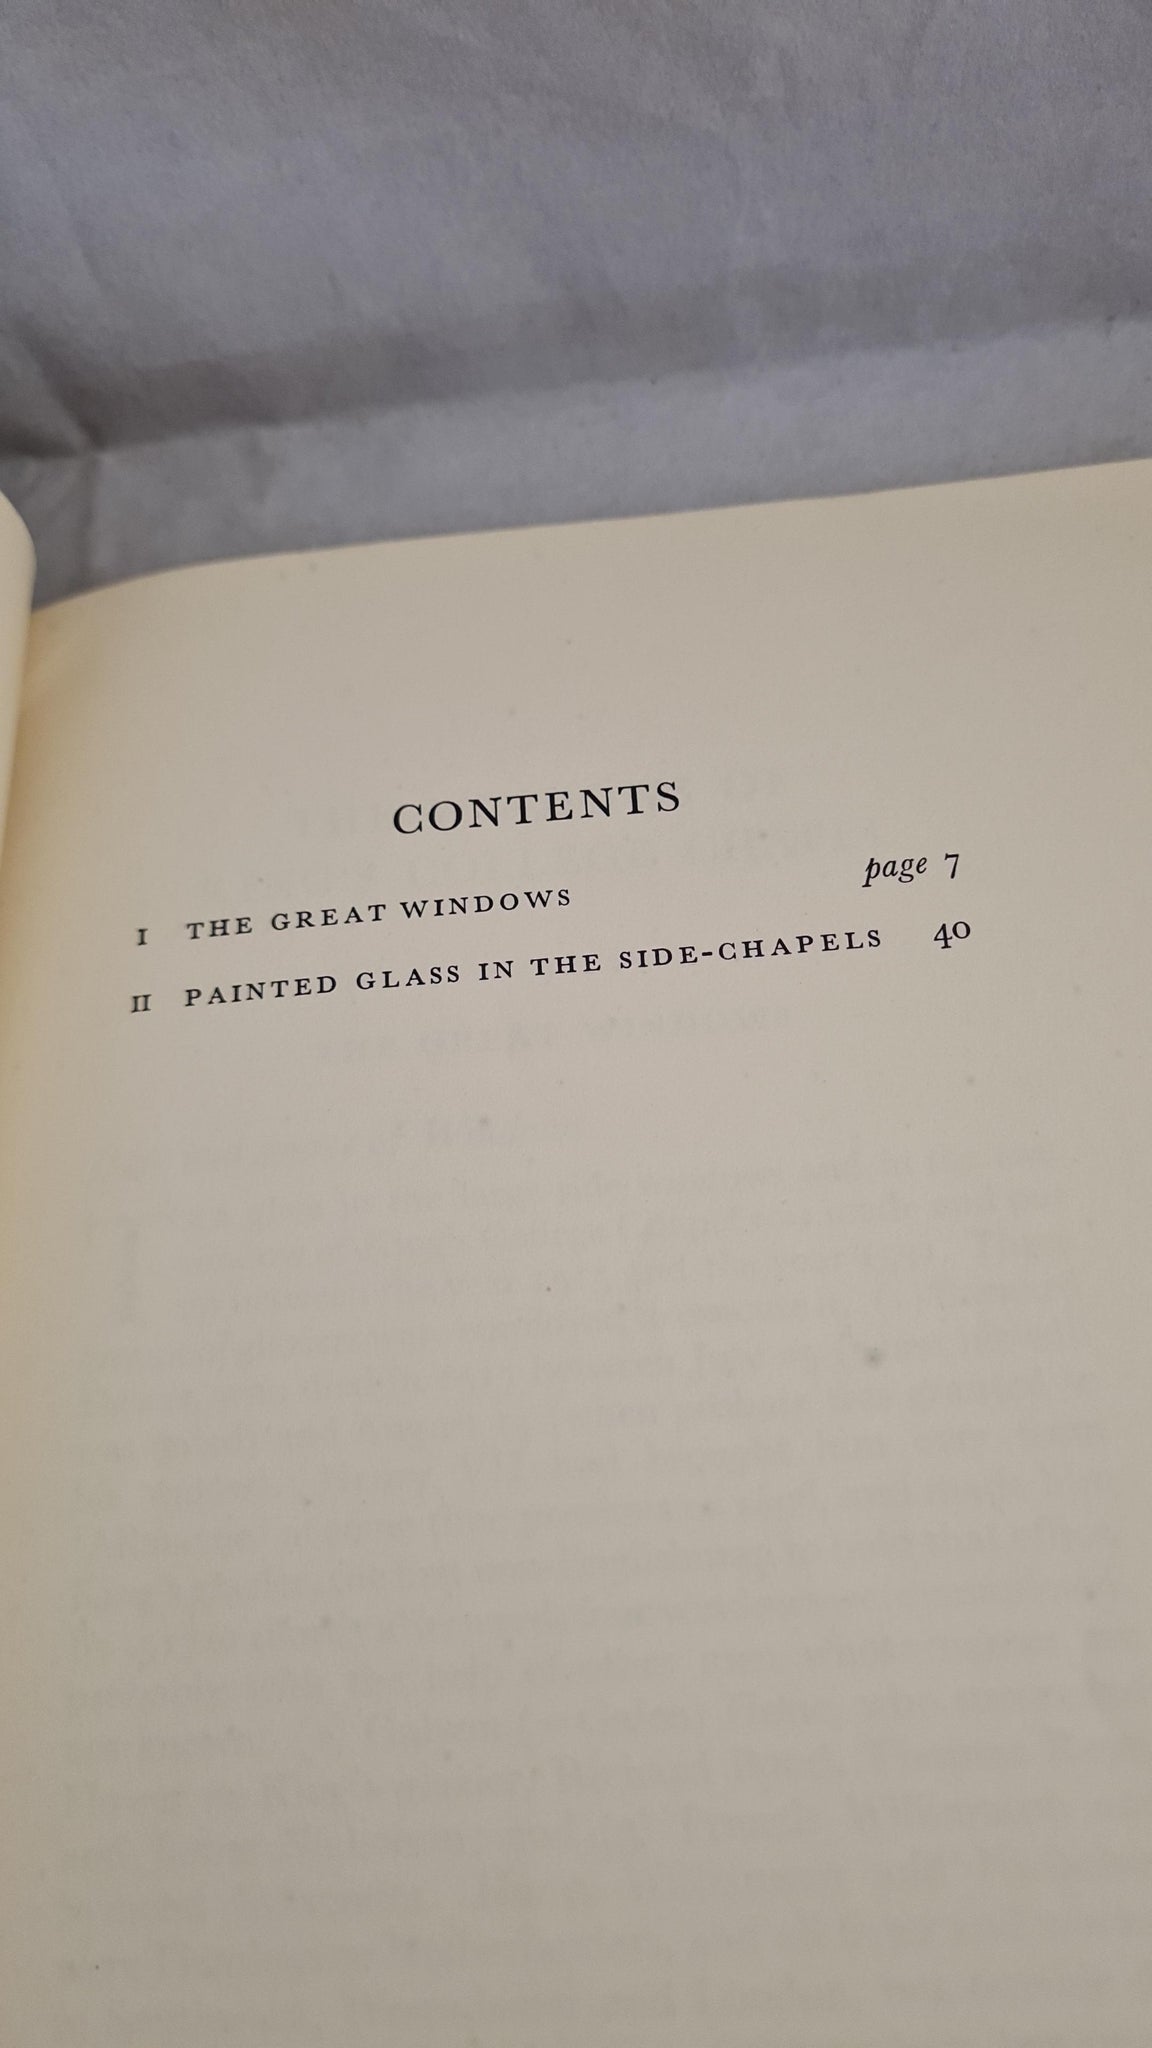 CONTENTS
I THE GREAT WINDOWS page 7
II PAINTED GLASS IN THE SIDE-CHAPELS 40